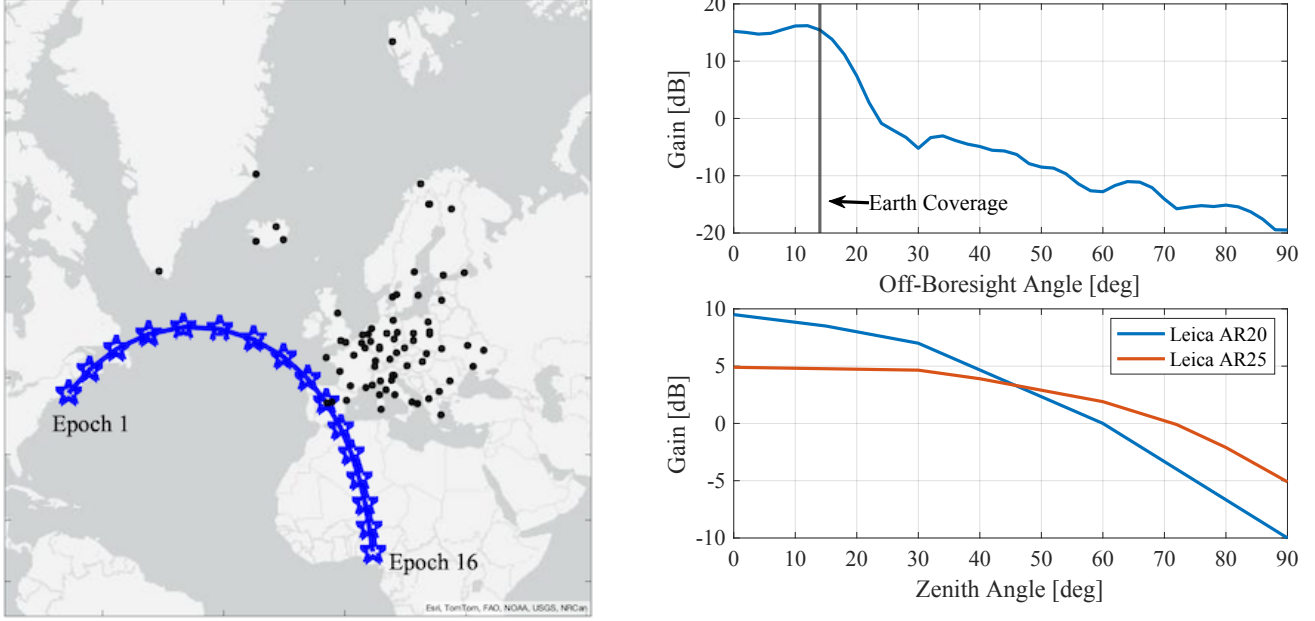 Epoch 1
Epoch 16
Esri, TomTom, FAO, NOAA, USGS, NRCan
20
10
0
-10
-20
Gain [dB]
Earth Coverage
0 10 20 30 40 50 60 70 80 90
Off-Boresight Angle [deg]
10
5
0
-5
-10
Gain [dB]
Leica AR20
Leica AR25
0 10 20 30 40 50 60 70 80 90
Zenith Angle [deg]